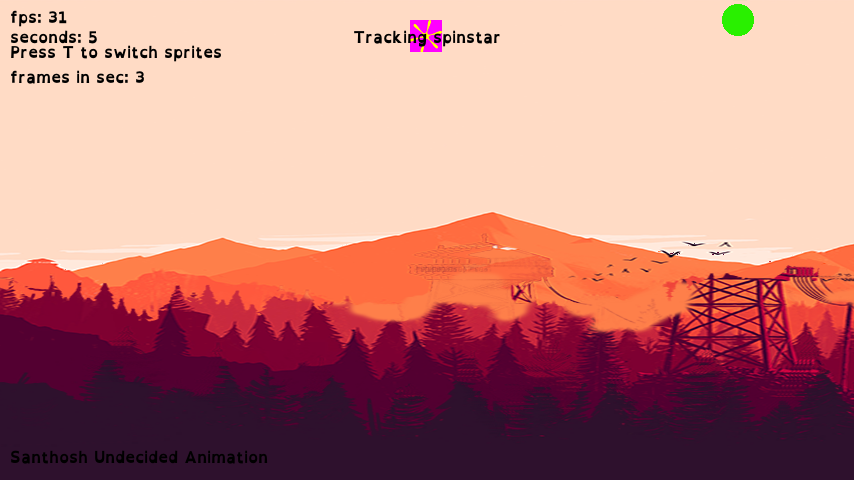 fps: 31
seconds: 5
Press T to switch sprites
frames in sec: 3
Tracking spinstar
Santhosh Undecided Animation